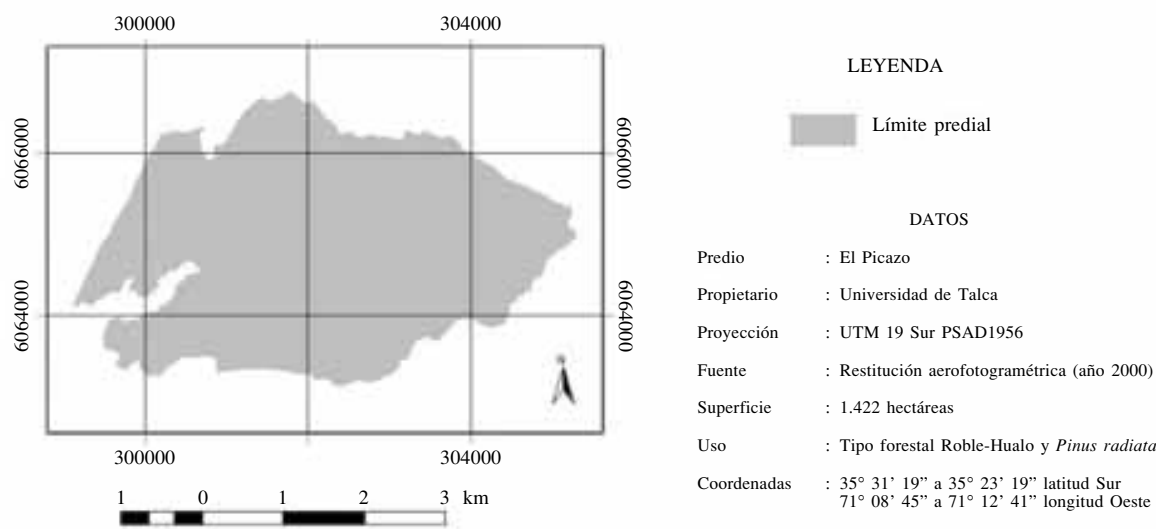 300000 304000
6066000 6066000
6064000 6064000
300000 304000
1 0 1 2 3 km
LEYENDA
Límite predial
DATOS
Predio : El Picazo
Propietario : Universidad de Talca
Proyección : UTM 19 Sur PSAD1956
Fuente : Restitución aerofotogramétrica (año 2000)
Superficie : 1.422 hectáreas
Uso : Tipo forestal Roble-Hualo y Pinus radiata
Coordenadas : 35° 31’ 19” a 35° 23’ 19” latitud Sur
71° 08’ 45” a 71° 12’ 41” longitud Oeste